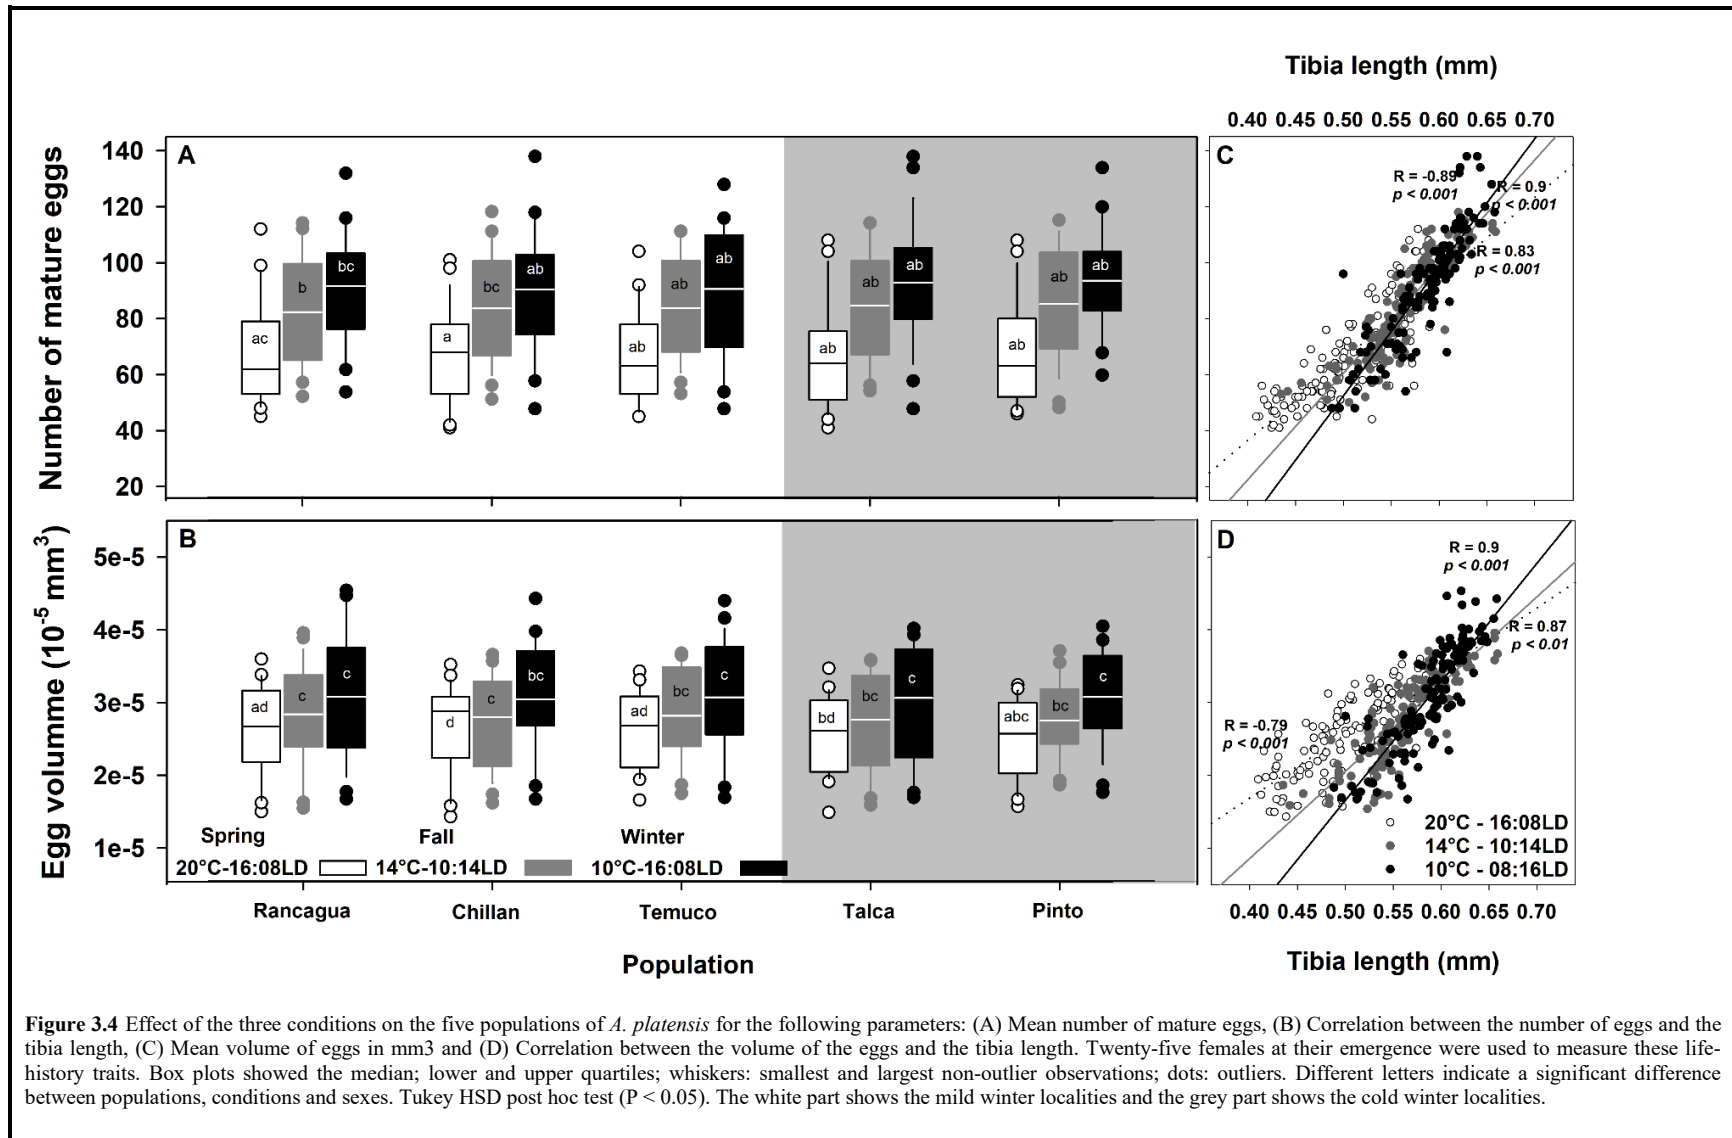 Tibia length (mm)
0.40 0.45 0.50 0.55 0.60 0.65 0.70
Number of mature eggs
140
120
100
80
60
40
20
A
ac
b
bc
a
bc
ab
ab
ab
ab
ab
ab
ab
ab
ab
ab
C
R = -0.89
p < 0.001
R = 0.9
p < 0.001
R = 0.83
p < 0.001
Egg volumme (10-5 mm3)
5e-5
4e-5
3e-5
2e-5
1e-5
B
ad
c
c
d
c
bc
ad
bc
c
bd
bc
c
abc
bc
c
Spring Fall Winter
20°C-16:08LD 14°C-10:14LD 10°C-16:08LD
Rancagua Chillan Temuco Talca Pinto
Population
D
R = 0.9
p < 0.001
R = 0.87
p < 0.01
R = -0.79
p < 0.001
20°C - 16:08LD
14°C - 10:14LD
10°C - 08:16LD
0.40 0.45 0.50 0.55 0.60 0.65 0.70
Tibia length (mm)
Figure 3.4 Effect of the three conditions on the five populations of A. platensis for the following parameters: (A) Mean number of mature eggs, (B) Correlation between the number of eggs and the
tibia length, (C) Mean volume of eggs in mm3 and (D) Correlation between the volume of the eggs and the tibia length. Twenty-five females at their emergence were used to measure these life-
history traits. Box plots showed the median; lower and upper quartiles; whiskers: smallest and largest non-outlier observations; dots: outliers. Different letters indicate a significant difference
between populations, conditions and sexes. Tukey HSD post hoc test (P < 0.05). The white part shows the mild winter localities and the grey part shows the cold winter localities.